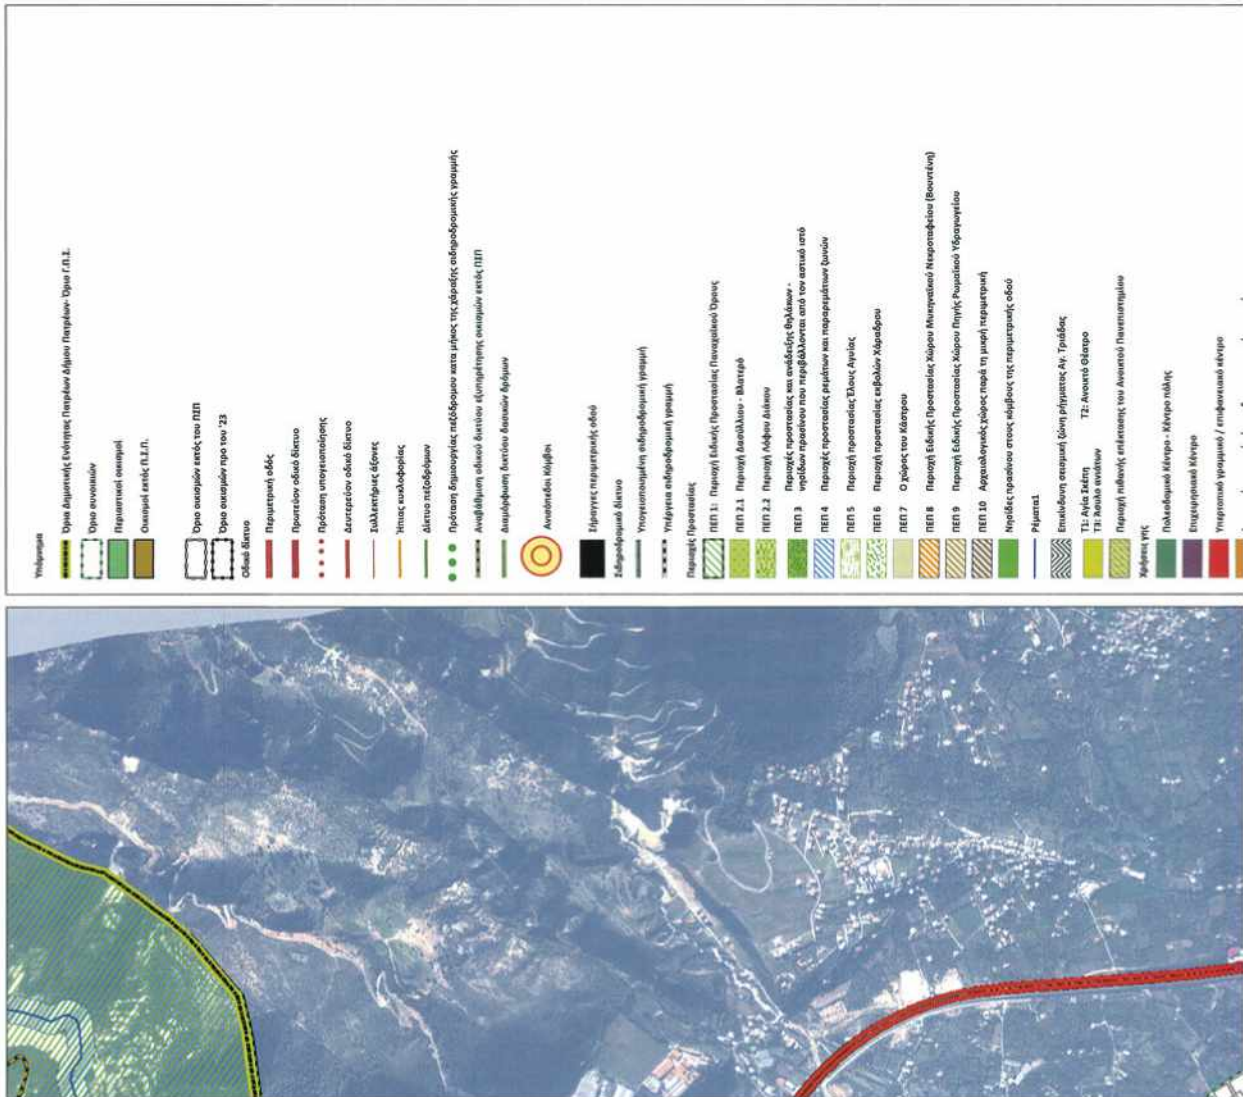 Υπόμνημα
Όρια Δημοτικής Ενότητας Πατρέων Δήμου Πατρέων- Όριο Γ.Π.Σ.
Όριο συνοικιών
Περιαστικοί οικισμοί
Οικισμοί εκτός Π.Σ.Π.
Όριο οικισμών εκτός του ΠΣΠ
Όριο οικισμών προ του '23
Οδικό δίκτυο
Περιμετρική οδός
Πρωτεύον οδικό δίκτυο
Πρόταση υπογειοποίησης
Δευτερεύον οδικό δίκτυο
Συλλεκτήριες άξονες
Ήπιας κυκλοφορίας
Δίκτυο πεζοδρόμων
Πρόταση δημιουργίας πεζόδρομου κατα μήκος της χάραξης σιδηροδρομικής γραμμής
Αναβάθμιση οδικού δικτύου εξυπηρέτησης οικισμών εκτός ΠΣΠ
Διαμόρφωση δικτύου δασικών δρόμων
Ανισόπεδοι Κόμβοι
Σήραγγες περιμετρικής οδού
Σιδηροδρομικό δίκτυο
Υπογειοποιημένη σιδηροδρομική γραμμή
Υπέργεια σιδηροδρομική γραμμή
Περιοχές Προστασίας
ΠΕΠ 1: Περιοχή Ειδικής Προστασίας Παναχαϊκού Όρους
ΠΕΠ 2.1 Περιοχή Δασύλλιου - Βλατερό
ΠΕΠ 2.2 Περιοχή Λόφου Διάκου
ΠΕΠ 3 Περιοχές προστασίας και ανάδειξης θηλάκων -
νησίδων πρασίνου που περιβάλλονται από τον αστικό ιστό
ΠΕΠ 4 Περιοχές προστασίας ρεμάτων και παραρεμάτιων ζωνών
ΠΕΠ 5 Περιοχή προστασίας Έλους Αγυίας
ΠΕΠ 6 Περιοχή προστασίας εκβολών Χάραδρου
ΠΕΠ 7 Ο χώρος του Κάστρου
ΠΕΠ 8 Περιοχή Ειδικής Προστασίας Χώρου Μυκηναϊκού Νεκροταφείου (Βουντένη)
ΠΕΠ 9 Περιοχή Ειδικής Προστασίας Χώρου Πηγής Ρωμαϊκού Υδραγωγείου
ΠΕΠ 10 Αρχαιολογικός χώρος παρά τη μικρή περιμετρική
Νησίδες πρασίνου στους κόμβους της περιμετρικής οδού
Ρέματα1
Επικίνδυνη σεισμική ζώνη ρήγματος Αγ. Τριάδας
Τ1: Αγία Σκέπη Τ2: Ανοικτό Θέατρο
Τ3: Άσυλο ανιάτων
Περιοχή πιθανής επέκτασης του Ανοικτού Πανεπιστημίου
Χρήσεις γης
Πολεοδομικό Κέντρο - Κέντρο πόλης
Επιχειρησιακό Κέντρο
Υπερτοπικό γραμμικό / επιφανειακό κέντρο